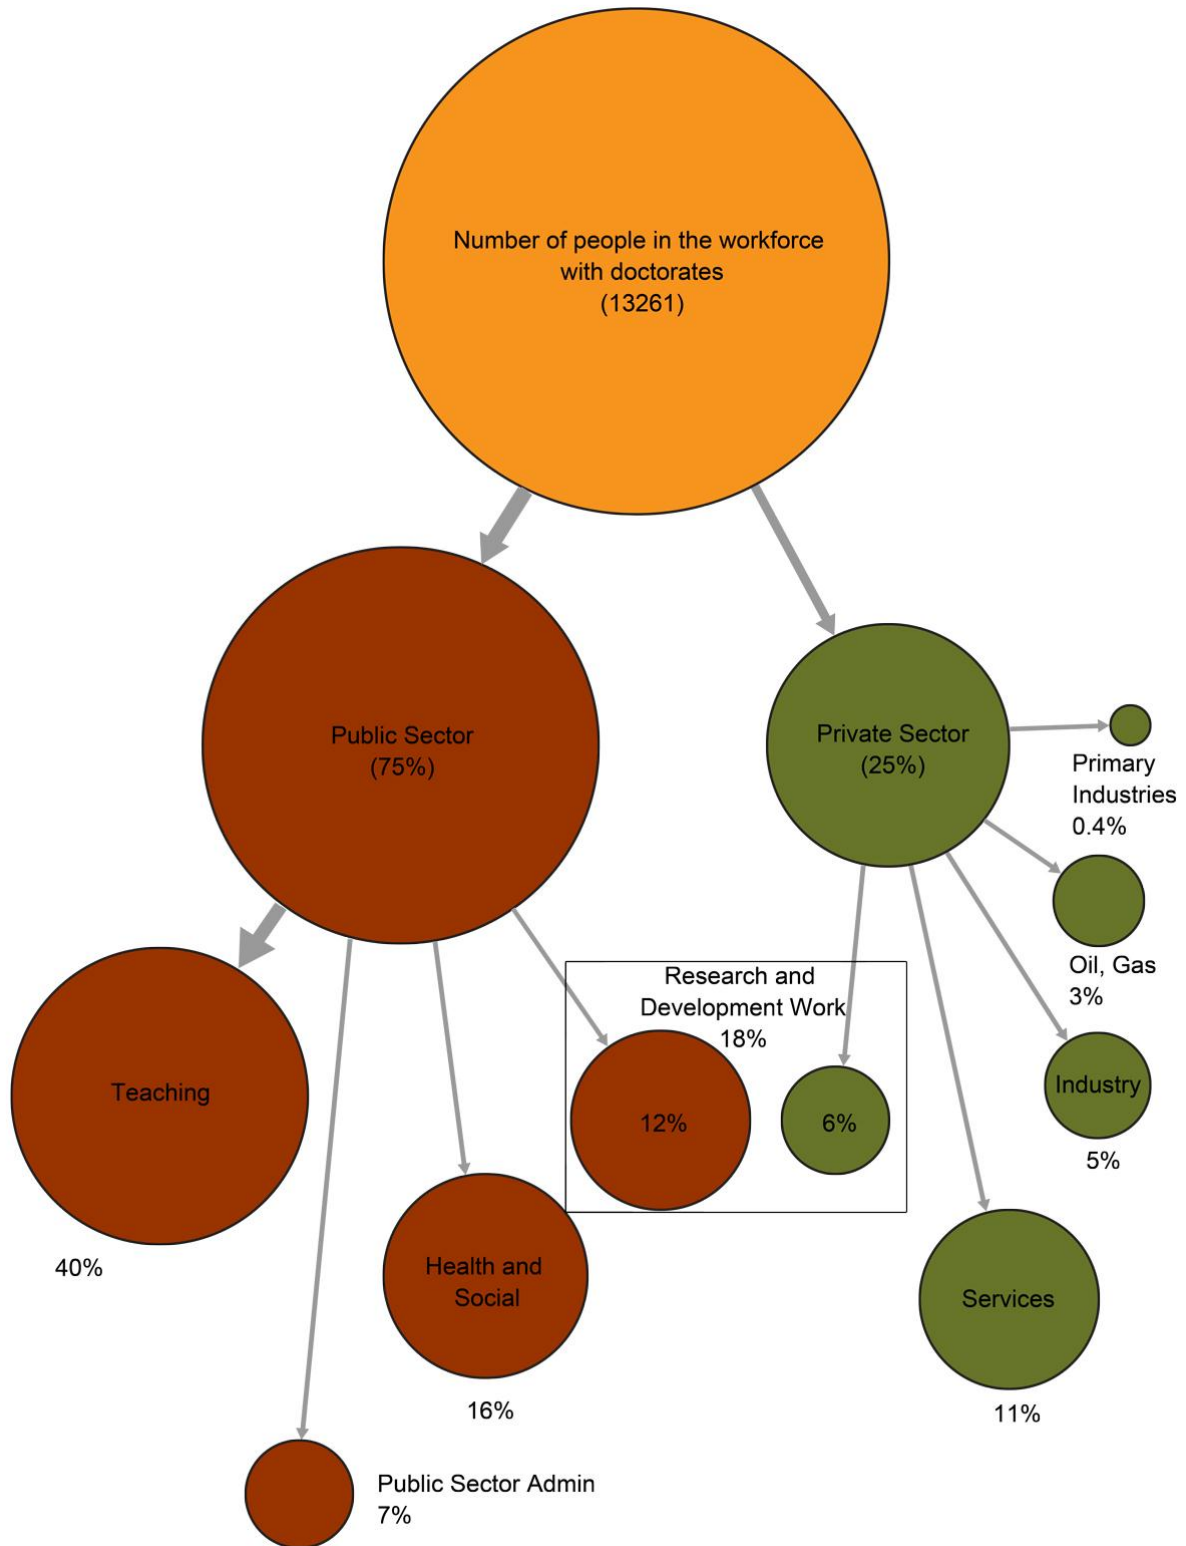 Number of people in the workforce
with doctorates
(13261)
Public Sector
(75%)
Private Sector
(25%)
Primary
Industries
0.4%
Oil, Gas
3%
Research and
Development Work
18%
Industry
5%
Teaching
40%
12%
6%
Health and
Social
16%
Services
11%
Public Sector Admin
7%